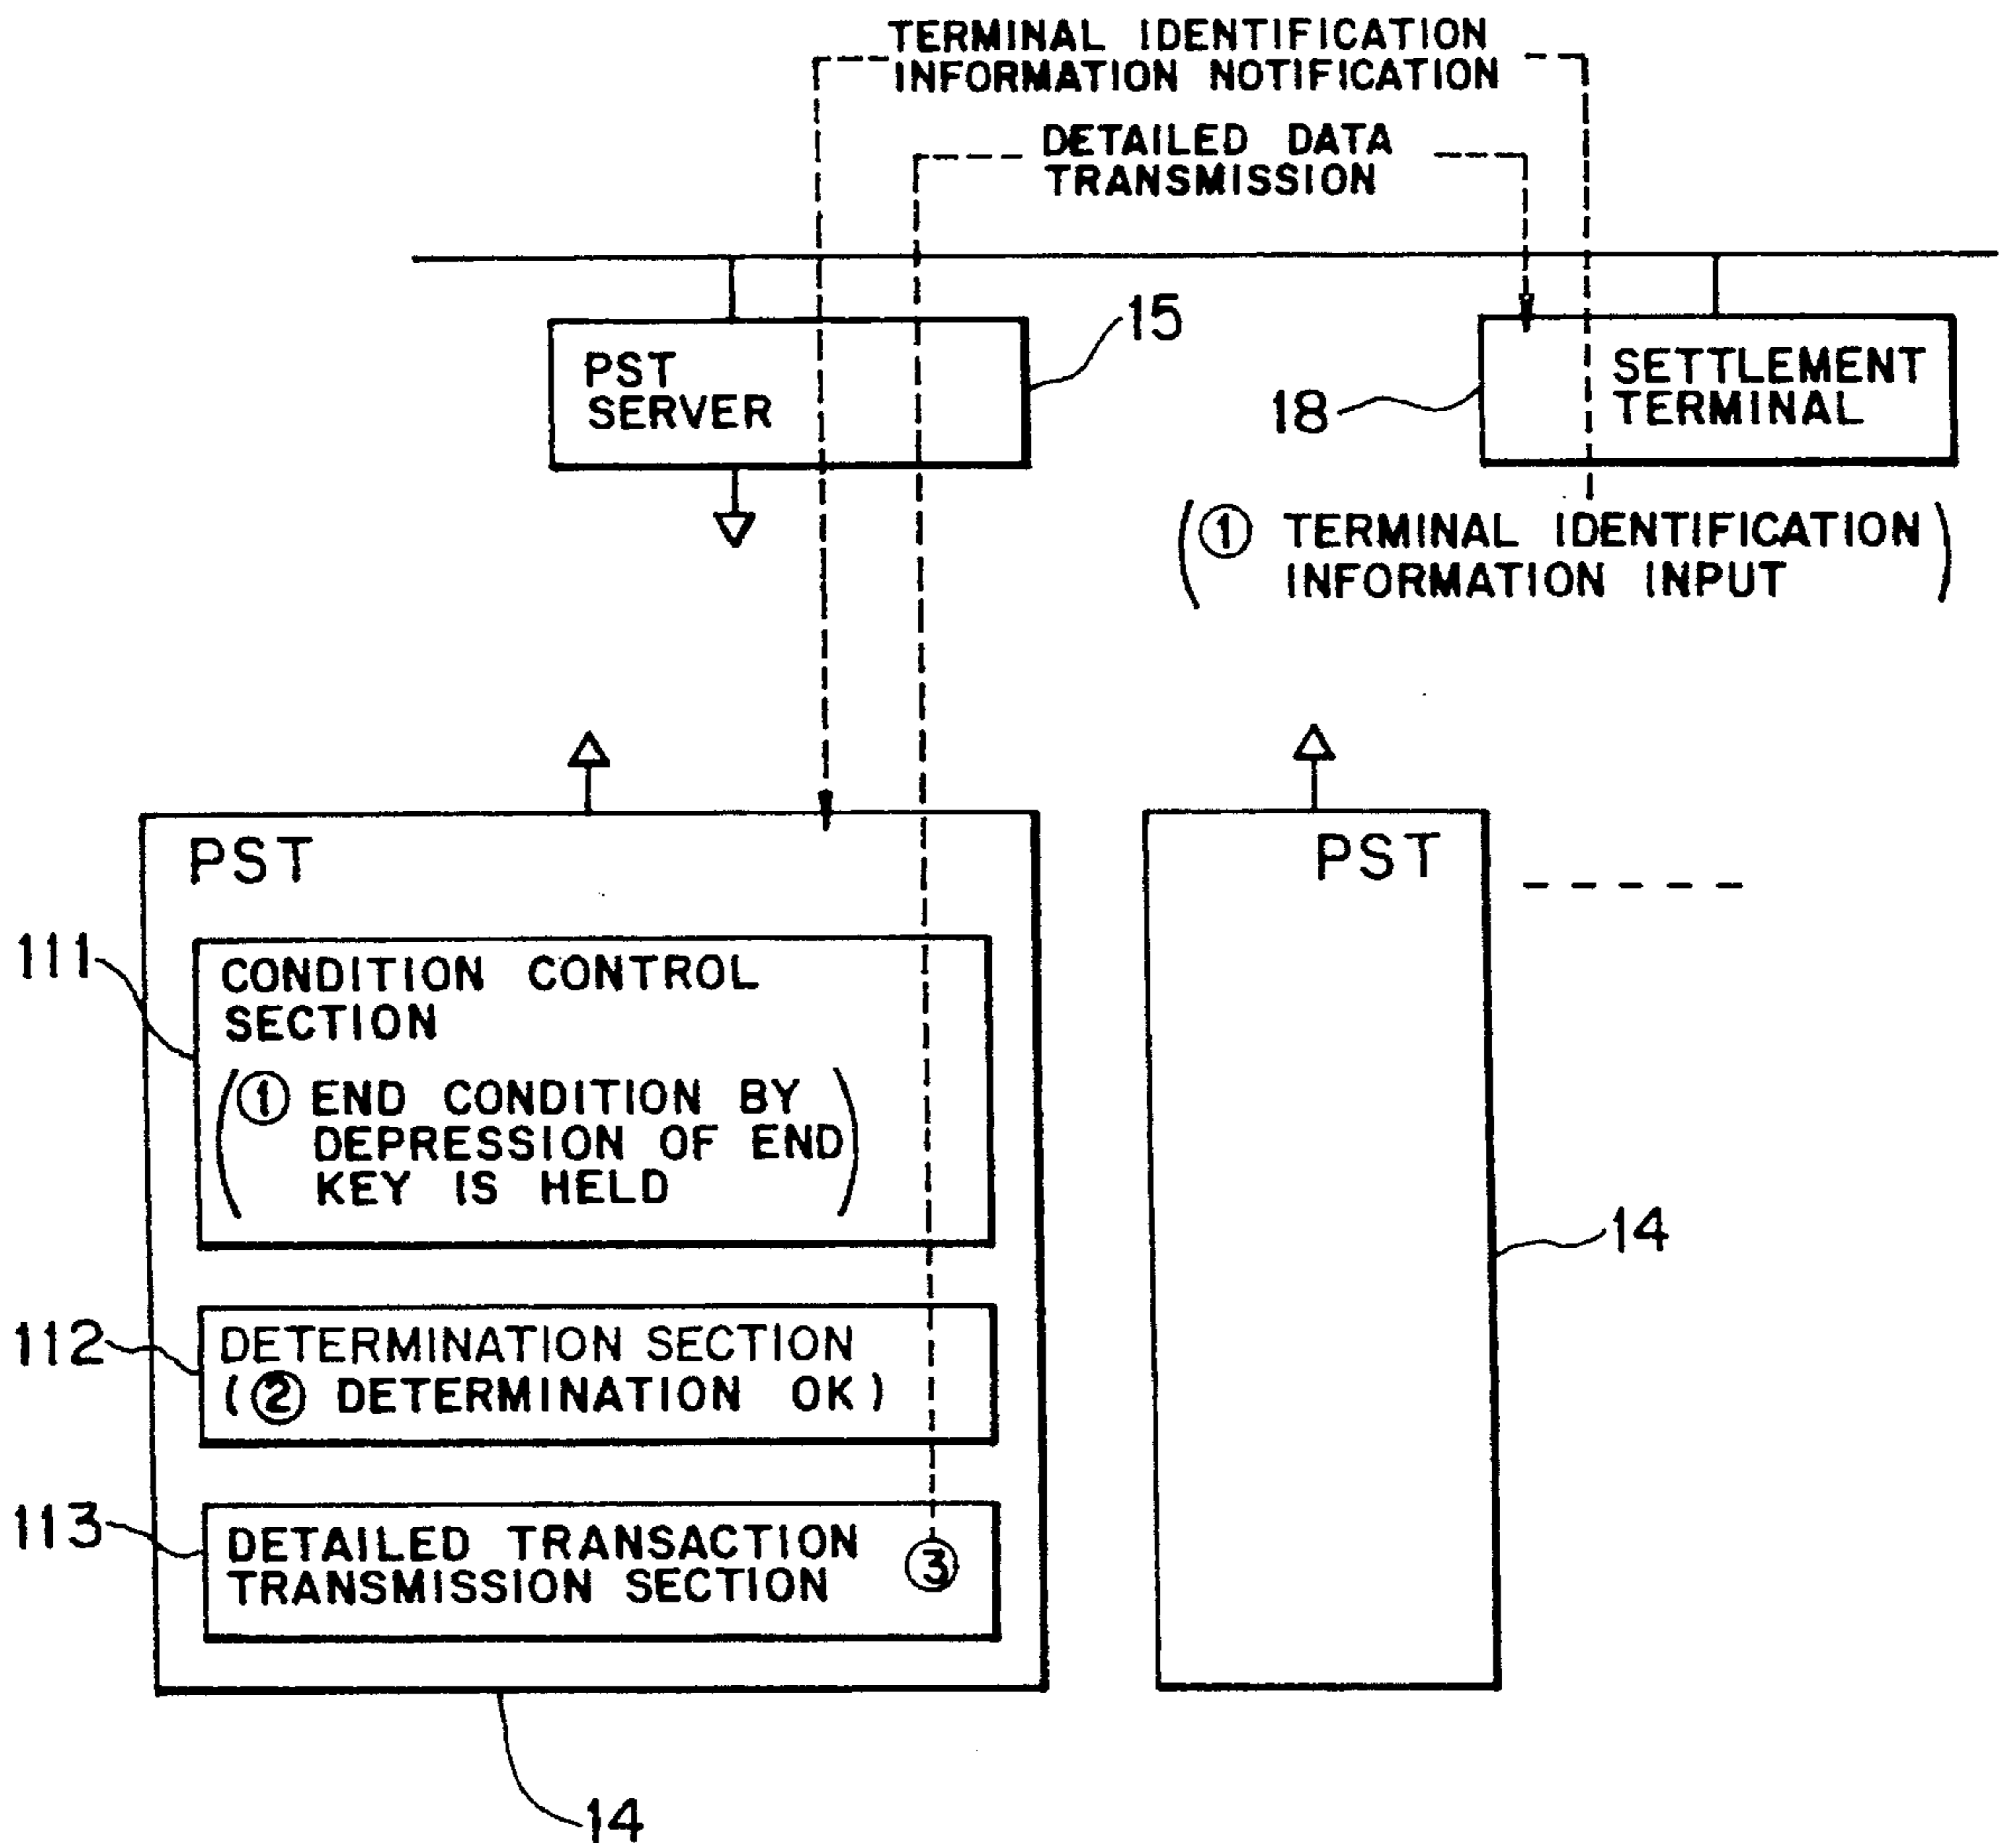 TERMINAL IDENTIFICATION
INFORMATION NOTIFICATION
DETAILED DATA
TRANSMISSION
15
PST
SERVER
18
SETTLEMENT
TERMINAL
(① TERMINAL IDENTIFICATION
INFORMATION INPUT)
PST
PST
111
CONDITION CONTROL
SECTION
(① END CONDITION BY
DEPRESSION OF END
KEY IS HELD)
14
112
DETERMINATION SECTION
(② DETERMINATION OK)
113
DETAILED TRANSACTION
TRANSMISSION SECTION
③
14